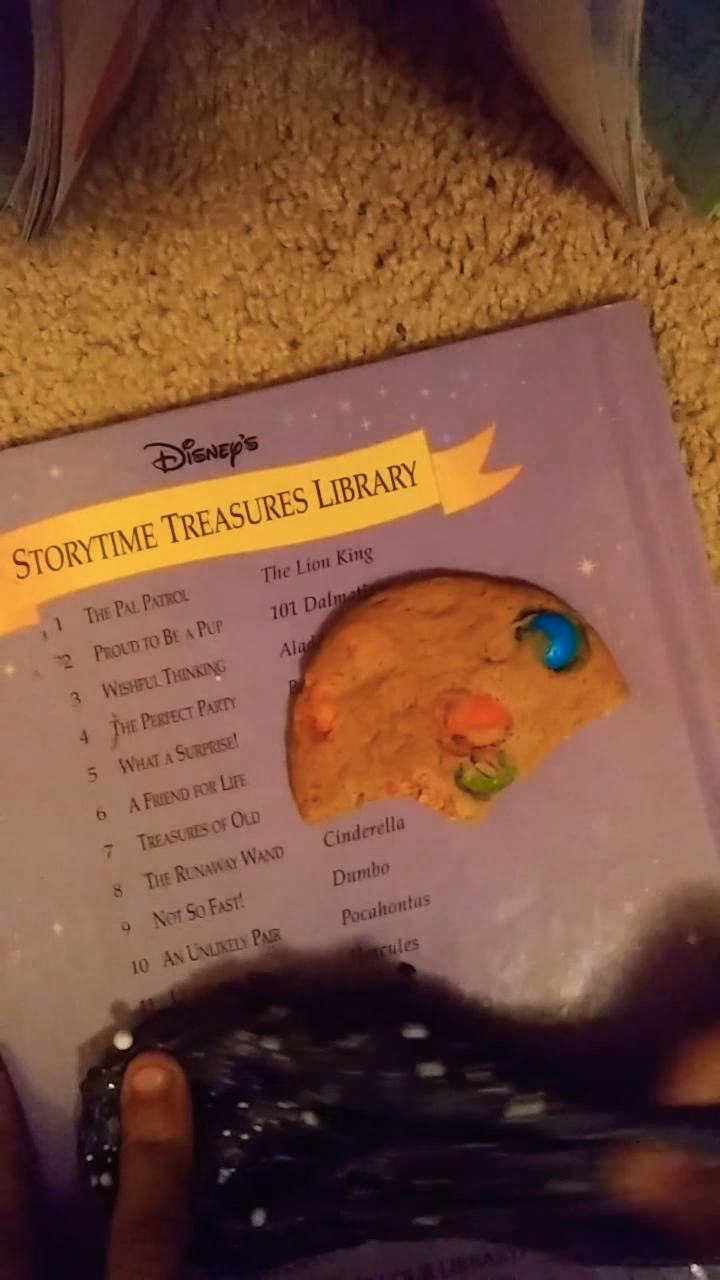 Disney's
STORYTIME TREASURES LIBRARY
1 THE PAL PATROL The Lion King
2 PROUD TO BE A PUP 101
3 WISHFUL THINKING
4 THE PERFECT PARTY
5 WHAT A SURPRISE!
6 A FRIEND FOR LIFE
7 TREASURES OF OLD
8 THE RUNAWAY WAND Cinderella
9 NOT SO FAST! Dumbo
10 AN UNLIKELY PAIR Pocahontas
11